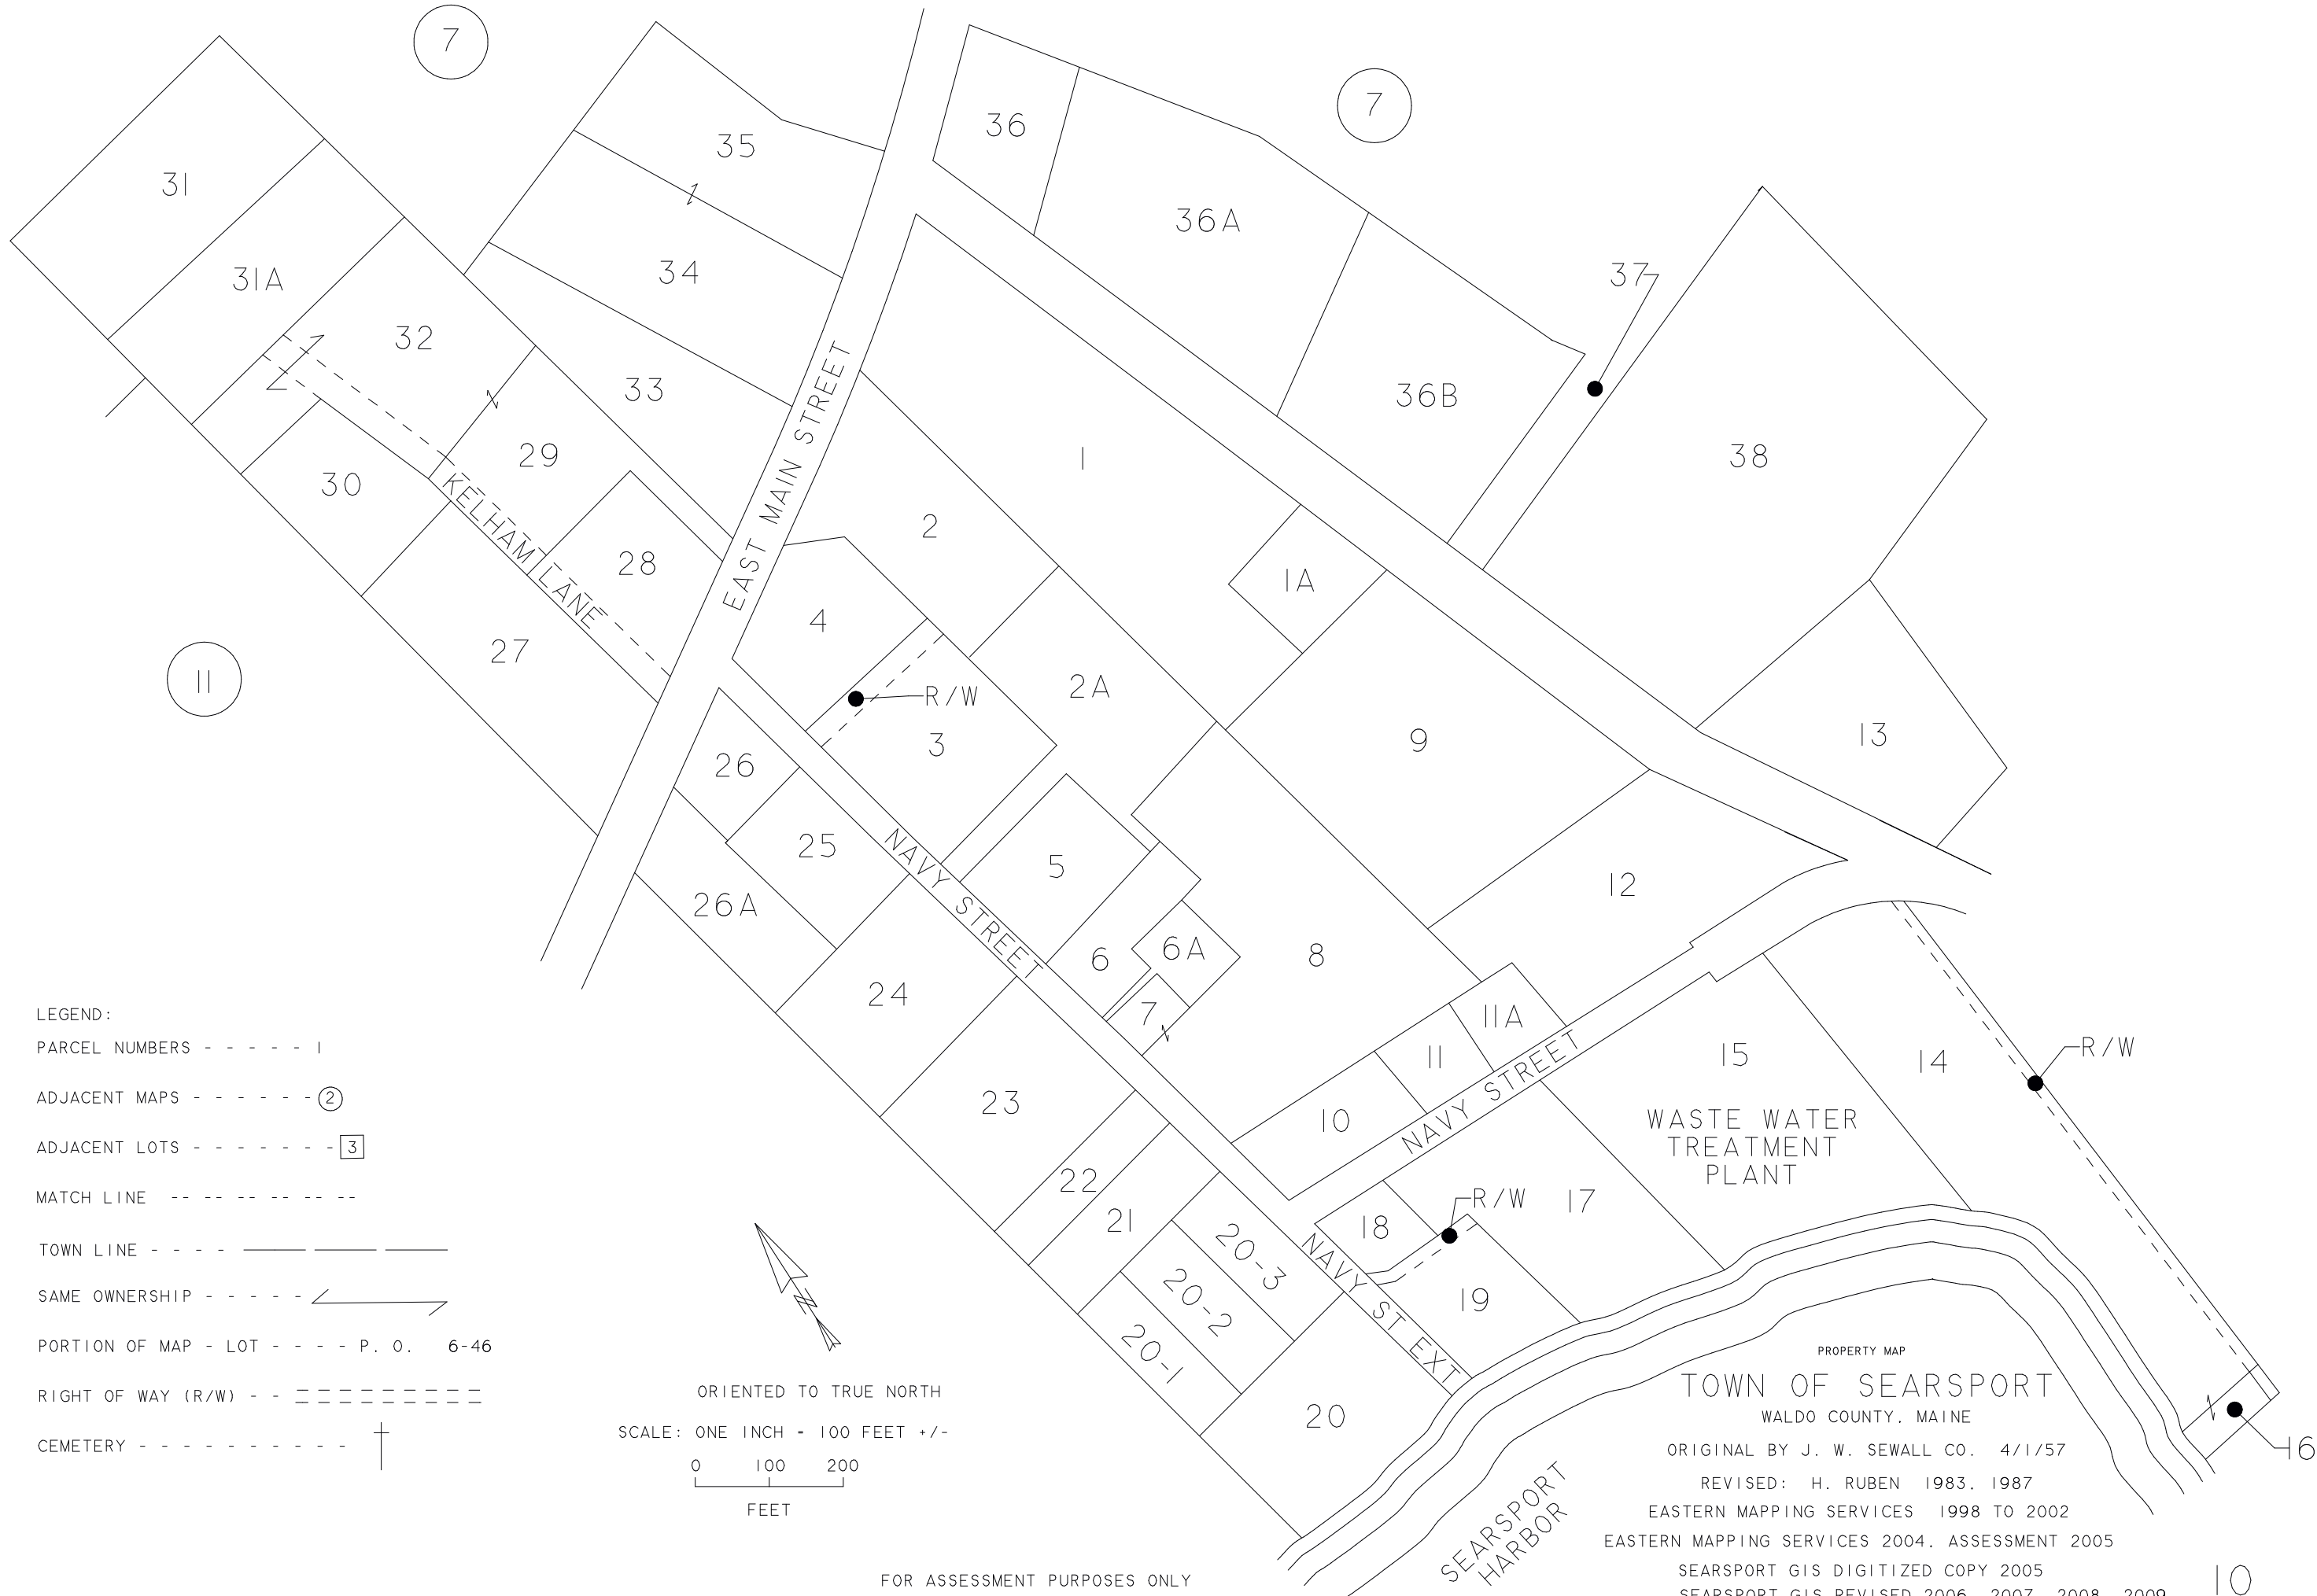 7
7
31
31A
32
35
34
33
36
36A
36B
37
38
30
29
28
27
KELHAM LANE
EAST MAIN STREET
1
1A
2
2A
4
R/W
3
9
13
12
11
26
25
26A
24
NAVY STREET
5
6
6A
7
8
11A
11
10
NAVY STREET
15
14
R/W
WASTE WATER
TREATMENT
PLANT
23
22
21
20-3
20-2
20-1
20
18
R/W
17
19
NAVY ST EXT
16
LEGEND:
PARCEL NUMBERS - - - - - 1
ADJACENT MAPS - - - - - - 2
ADJACENT LOTS - - - - - - - 3
MATCH LINE -- -- -- -- -- --
TOWN LINE - - - -
SAME OWNERSHIP - - - - -
PORTION OF MAP - LOT - - - - P. O. 6-46
RIGHT OF WAY (R/W) - -
CEMETERY - - - - - - - - - -
ORIENTED TO TRUE NORTH
SCALE: ONE INCH = 100 FEET +/-
0 100 200
FEET
FOR ASSESSMENT PURPOSES ONLY
SEARSPORT
HARBOR
PROPERTY MAP
TOWN OF SEARSPORT
WALDO COUNTY, MAINE
ORIGINAL BY J. W. SEWALL CO. 4/1/57
REVISED: H. RUBEN 1983, 1987
EASTERN MAPPING SERVICES 1998 TO 2002
EASTERN MAPPING SERVICES 2004, ASSESSMENT 2005
SEARSPORT GIS DIGITIZED COPY 2005
SEARSPORT GIS REVISED 2006, 2007, 2008, 2009
10